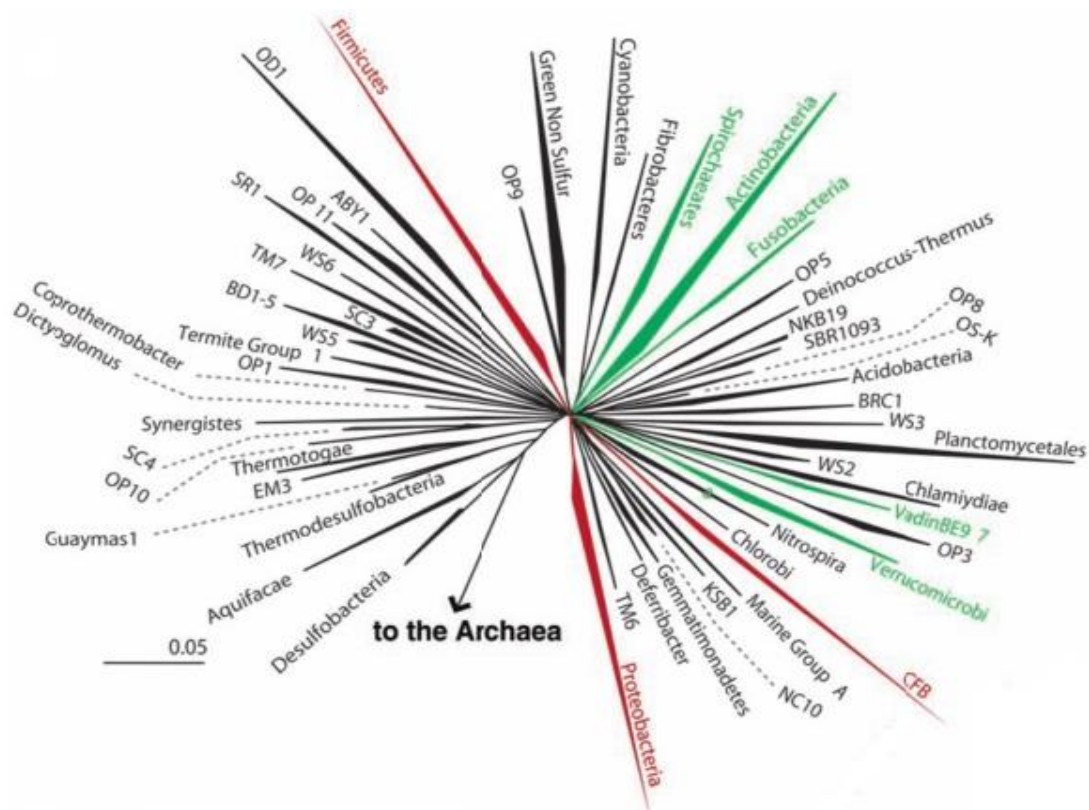 Firmicutes
OD1
Green Non Sulfur
Cyanobacteria
Fibrobacteres
Spirochaeates
Actinobacteria
Fusobacteria
OP9
SR1
OP 11
ABY1
TM7
WS6
BD1-5
SC3
WS5
Termite Group 1
OP1
Coprothermobacter
Dictyglomus
Synergistes
SC4
OP10
Thermotogae
EM3
Guaymas1
Thermodesulfobacteria
Aquifacae
Desulfobacteria
to the Archaea
0.05
OP5
Deinococcus-Thermus
NKB19
SBR1093
OP8
OS-K
Acidobacteria
BRC1
WS3
Planctomycetales
WS2
Chlamiydiae
VadinBE9 7
OP3
Verrucomicrobi
Nitrospira
Chlorobi
CFB
Marine Group A
KSB1
NC10
Gemmatimonadetes
Deferribacter
TM6
Proteobacteria